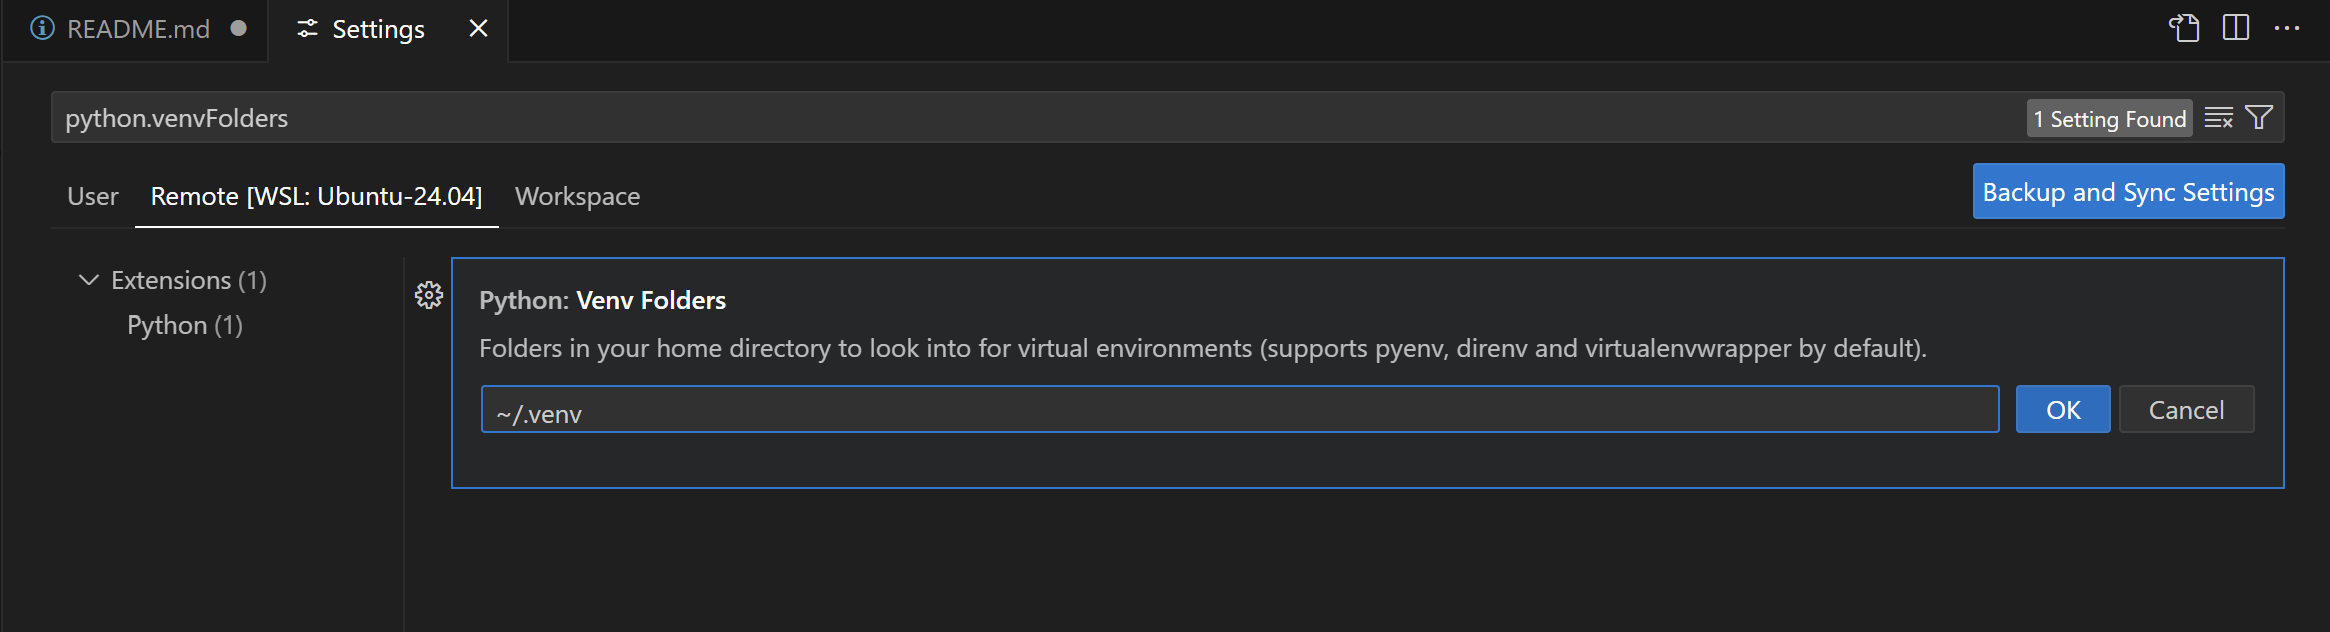 README.md
Settings
python.venvFolders
1 Setting Found
User
Remote [WSL: Ubuntu-24.04]
Workspace
Backup and Sync Settings
Extensions (1)
Python (1)
Python: Venv Folders
Folders in your home directory to look into for virtual environments (supports pyenv, direnv and virtualenvwrapper by default).
~/.venv
OK
Cancel